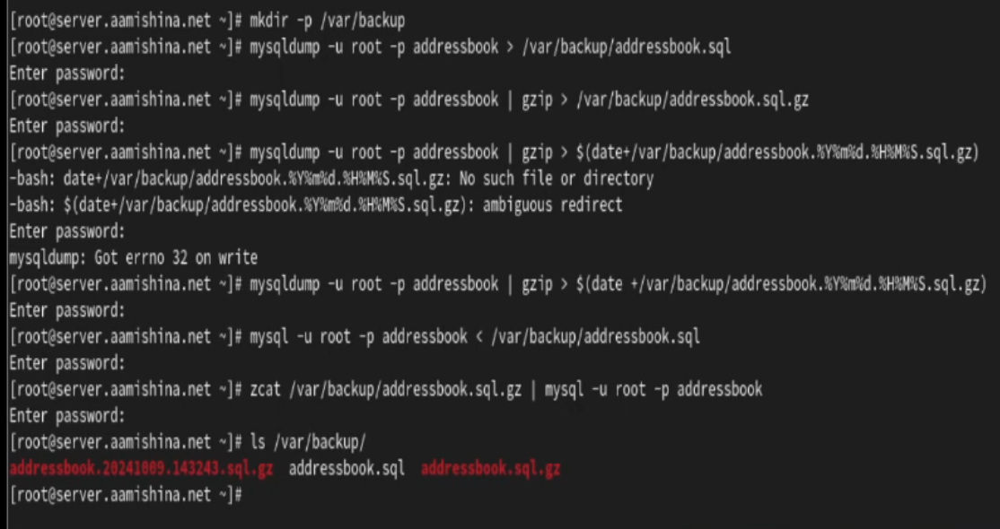 [root@server.aamishina.net ~]# mkdir -p /var/backup
[root@server.aamishina.net ~]# mysqldump -u root -p addressbook > /var/backup/addressbook.sql
Enter password:
[root@server.aamishina.net ~]# mysqldump -u root -p addressbook | gzip > /var/backup/addressbook.sql.gz
Enter password:
[root@server.aamishina.net ~]# mysqldump -u root -p addressbook | gzip > $(date+/var/backup/addressbook.%Y%m%d.%H%M%S.sql.gz)
-bash: date+/var/backup/addressbook.%Y%m%d.%H%M%S.sql.gz: No such file or directory
-bash: $(date+/var/backup/addressbook.%Y%m%d.%H%M%S.sql.gz): ambiguous redirect
Enter password:
mysqldump: Got errno 32 on write
[root@server.aamishina.net ~]# mysqldump -u root -p addressbook | gzip > $(date +/var/backup/addressbook.%Y%m%d.%H%M%S.sql.gz)
Enter password:
[root@server.aamishina.net ~]# mysql -u root -p addressbook < /var/backup/addressbook.sql
Enter password:
[root@server.aamishina.net ~]# zcat /var/backup/addressbook.sql.gz | mysql -u root -p addressbook
Enter password:
[root@server.aamishina.net ~]# ls /var/backup/
addressbook.20241009.143243.sql.gz addressbook.sql addressbook.sql.gz
[root@server.aamishina.net ~]#